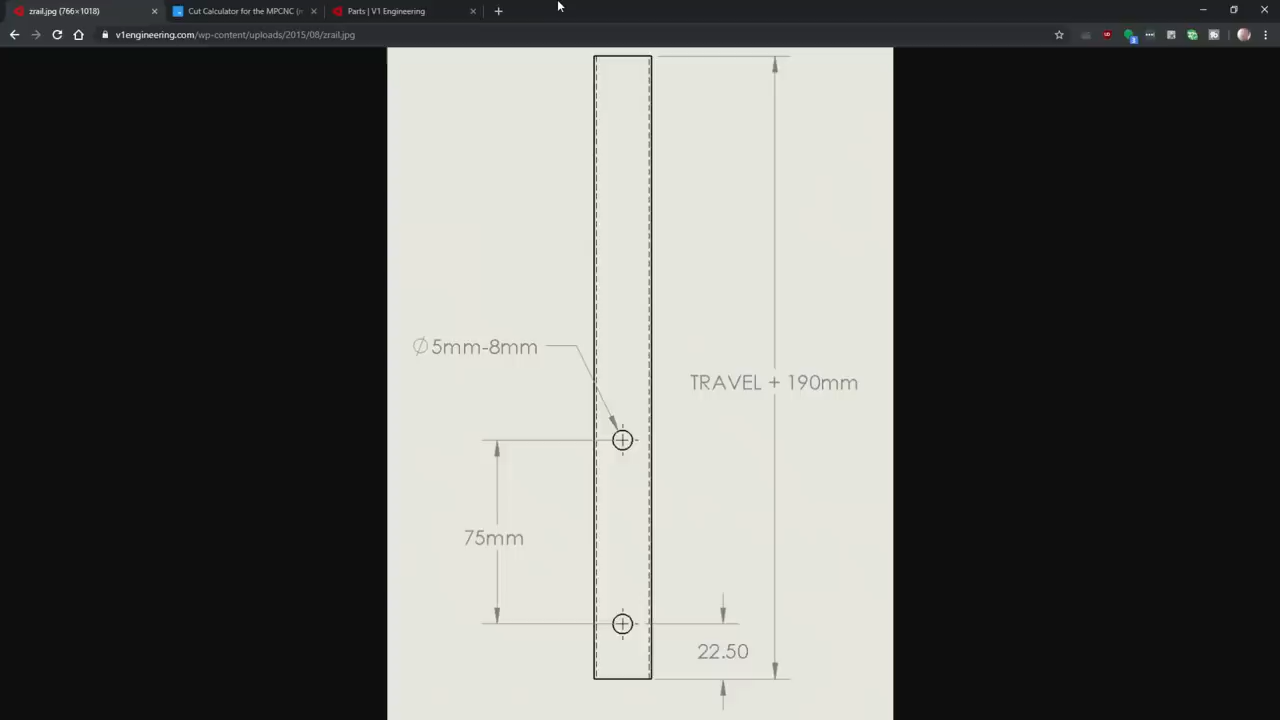 zrail.jpg (766×1018)
Cut Calculator for the MPCNC (m
Parts | V1 Engineering
v1engineering.com/wp-content/uploads/2015/08/zrail.jpg
∅5mm-8mm
TRAVEL + 190mm
75mm
22.50